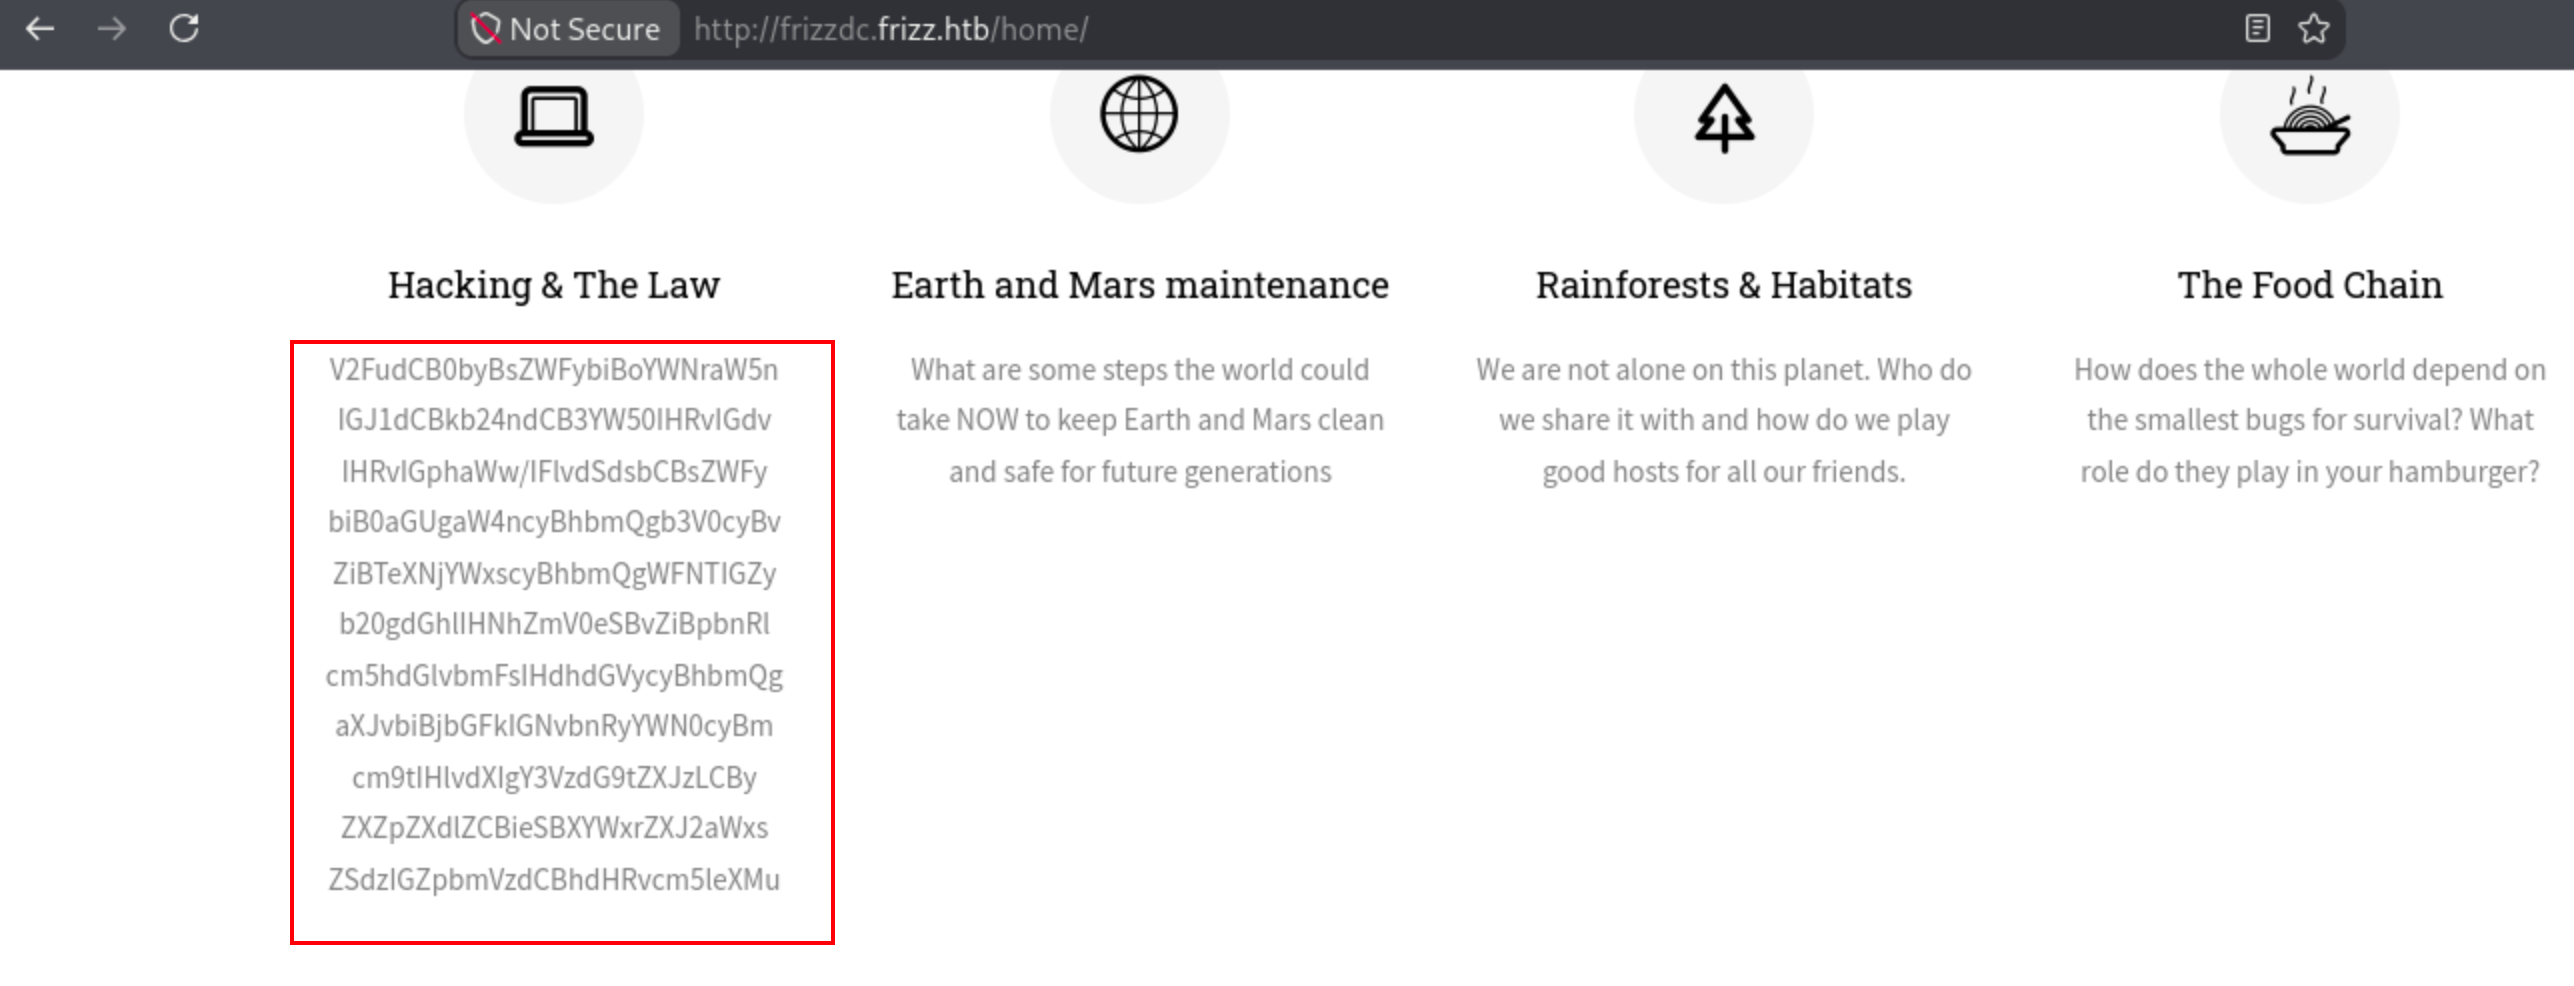 Not Secure http://frizzdc.frizz.htb/home/
Hacking & The Law
V2FudCB0byBsZWFybiBoYWNraW5n
IGJ1dCBkb24ndCB3YW50IHRvIGdv
IHRvIGphaWw/IFlvdSdsbCBsZWFy
biB0aGUgaW4ncyBhbmQgb3V0cyBv
ZiBTeXNjYWxscyBhbmQgWFNTIGZy
b20gdGhlIHNhZmV0eSBvZiBpbnRl
cm5hdGlvbmFsIHdhdGVycyBhbmQg
aXJvbiBjbGFkIGNvbnRyYWN0cyBm
cm9tIHlvdXIgY3VzdG9tZXJzLCBy
ZXZpZXdlZCBieSBXYWxrZXJ2aWxs
ZSdzIGZpbmVzdCBhdHRvcm5leXMu
Earth and Mars maintenance
What are some steps the world could
take NOW to keep Earth and Mars clean
and safe for future generations
Rainforests & Habitats
We are not alone on this planet. Who do
we share it with and how do we play
good hosts for all our friends.
The Food Chain
How does the whole world depend on
the smallest bugs for survival? What
role do they play in your hamburger?